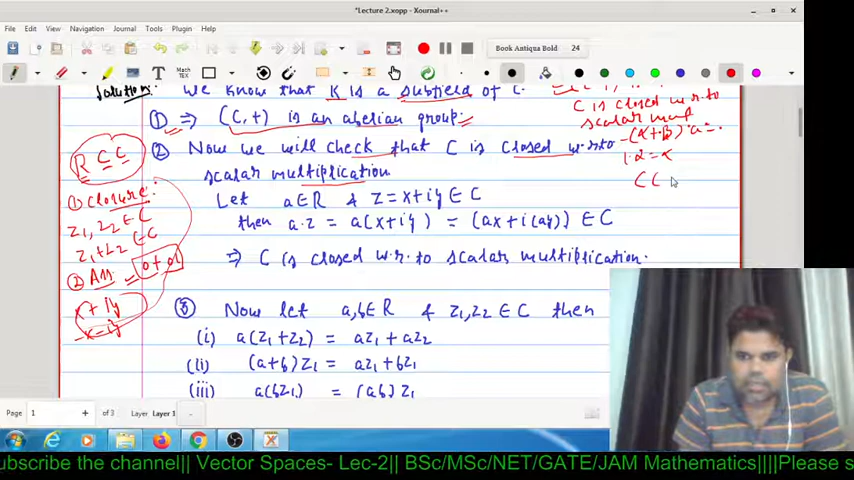 *Lecture 2.xopp - Xournal++
File Edit View Navigation Journal Tools Plugin Help
Book Antiqua Bold 24
Solution: We know that K is a subfield of C.
① ⇒ (C,+) is an abelian group.
② Now we will check that C is closed w.r.to
scalar multiplication
Let a∈R & z=x+iy ∈ C
then a.z = a(x+iy) = (ax+i(ay)) ∈ C
⇒ C is closed w.r.to scalar multiplication.
③ Now let a,b∈R & z1,z2 ∈ C then
(i) a(z1+z2) = az1+az2
(ii) (a+b)z1 = az1+bz1
(iii) a(bz1) = (ab)z1
R C C
① closure:
z1,z2 ∈ C
z1+z2 ∈ C
② Ass
0+0i
x+iy
-x-iy
C is closed w.r.to
scalar mult
(α+β).a=.
1.α=α
C(
Page 1 of 3 Layer Layer 1
Subscribe the channel|| Vector Spaces- Lec-2|| BSc/MSc/NET/GATE/JAM Mathematics||||Please s